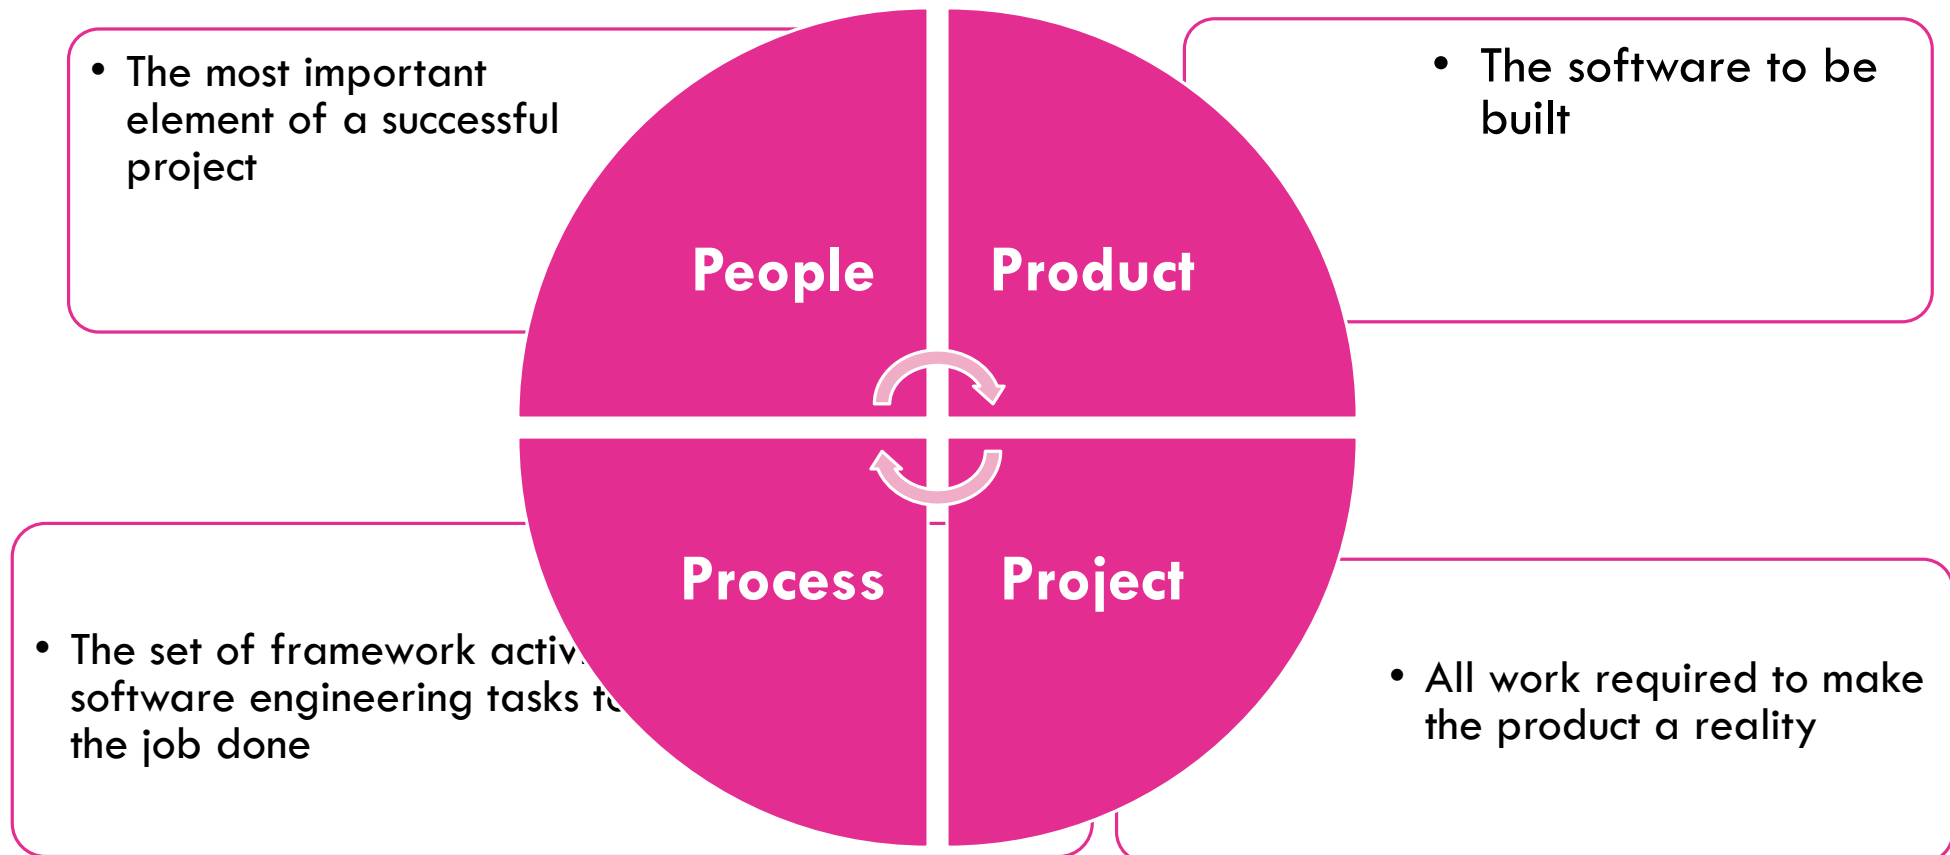 • The most important
element of a successful
project
• The software to be
built
People
Product
Process
Project
• The set of framework
software engineering tasks
the job done
• All work required to make
the product a reality